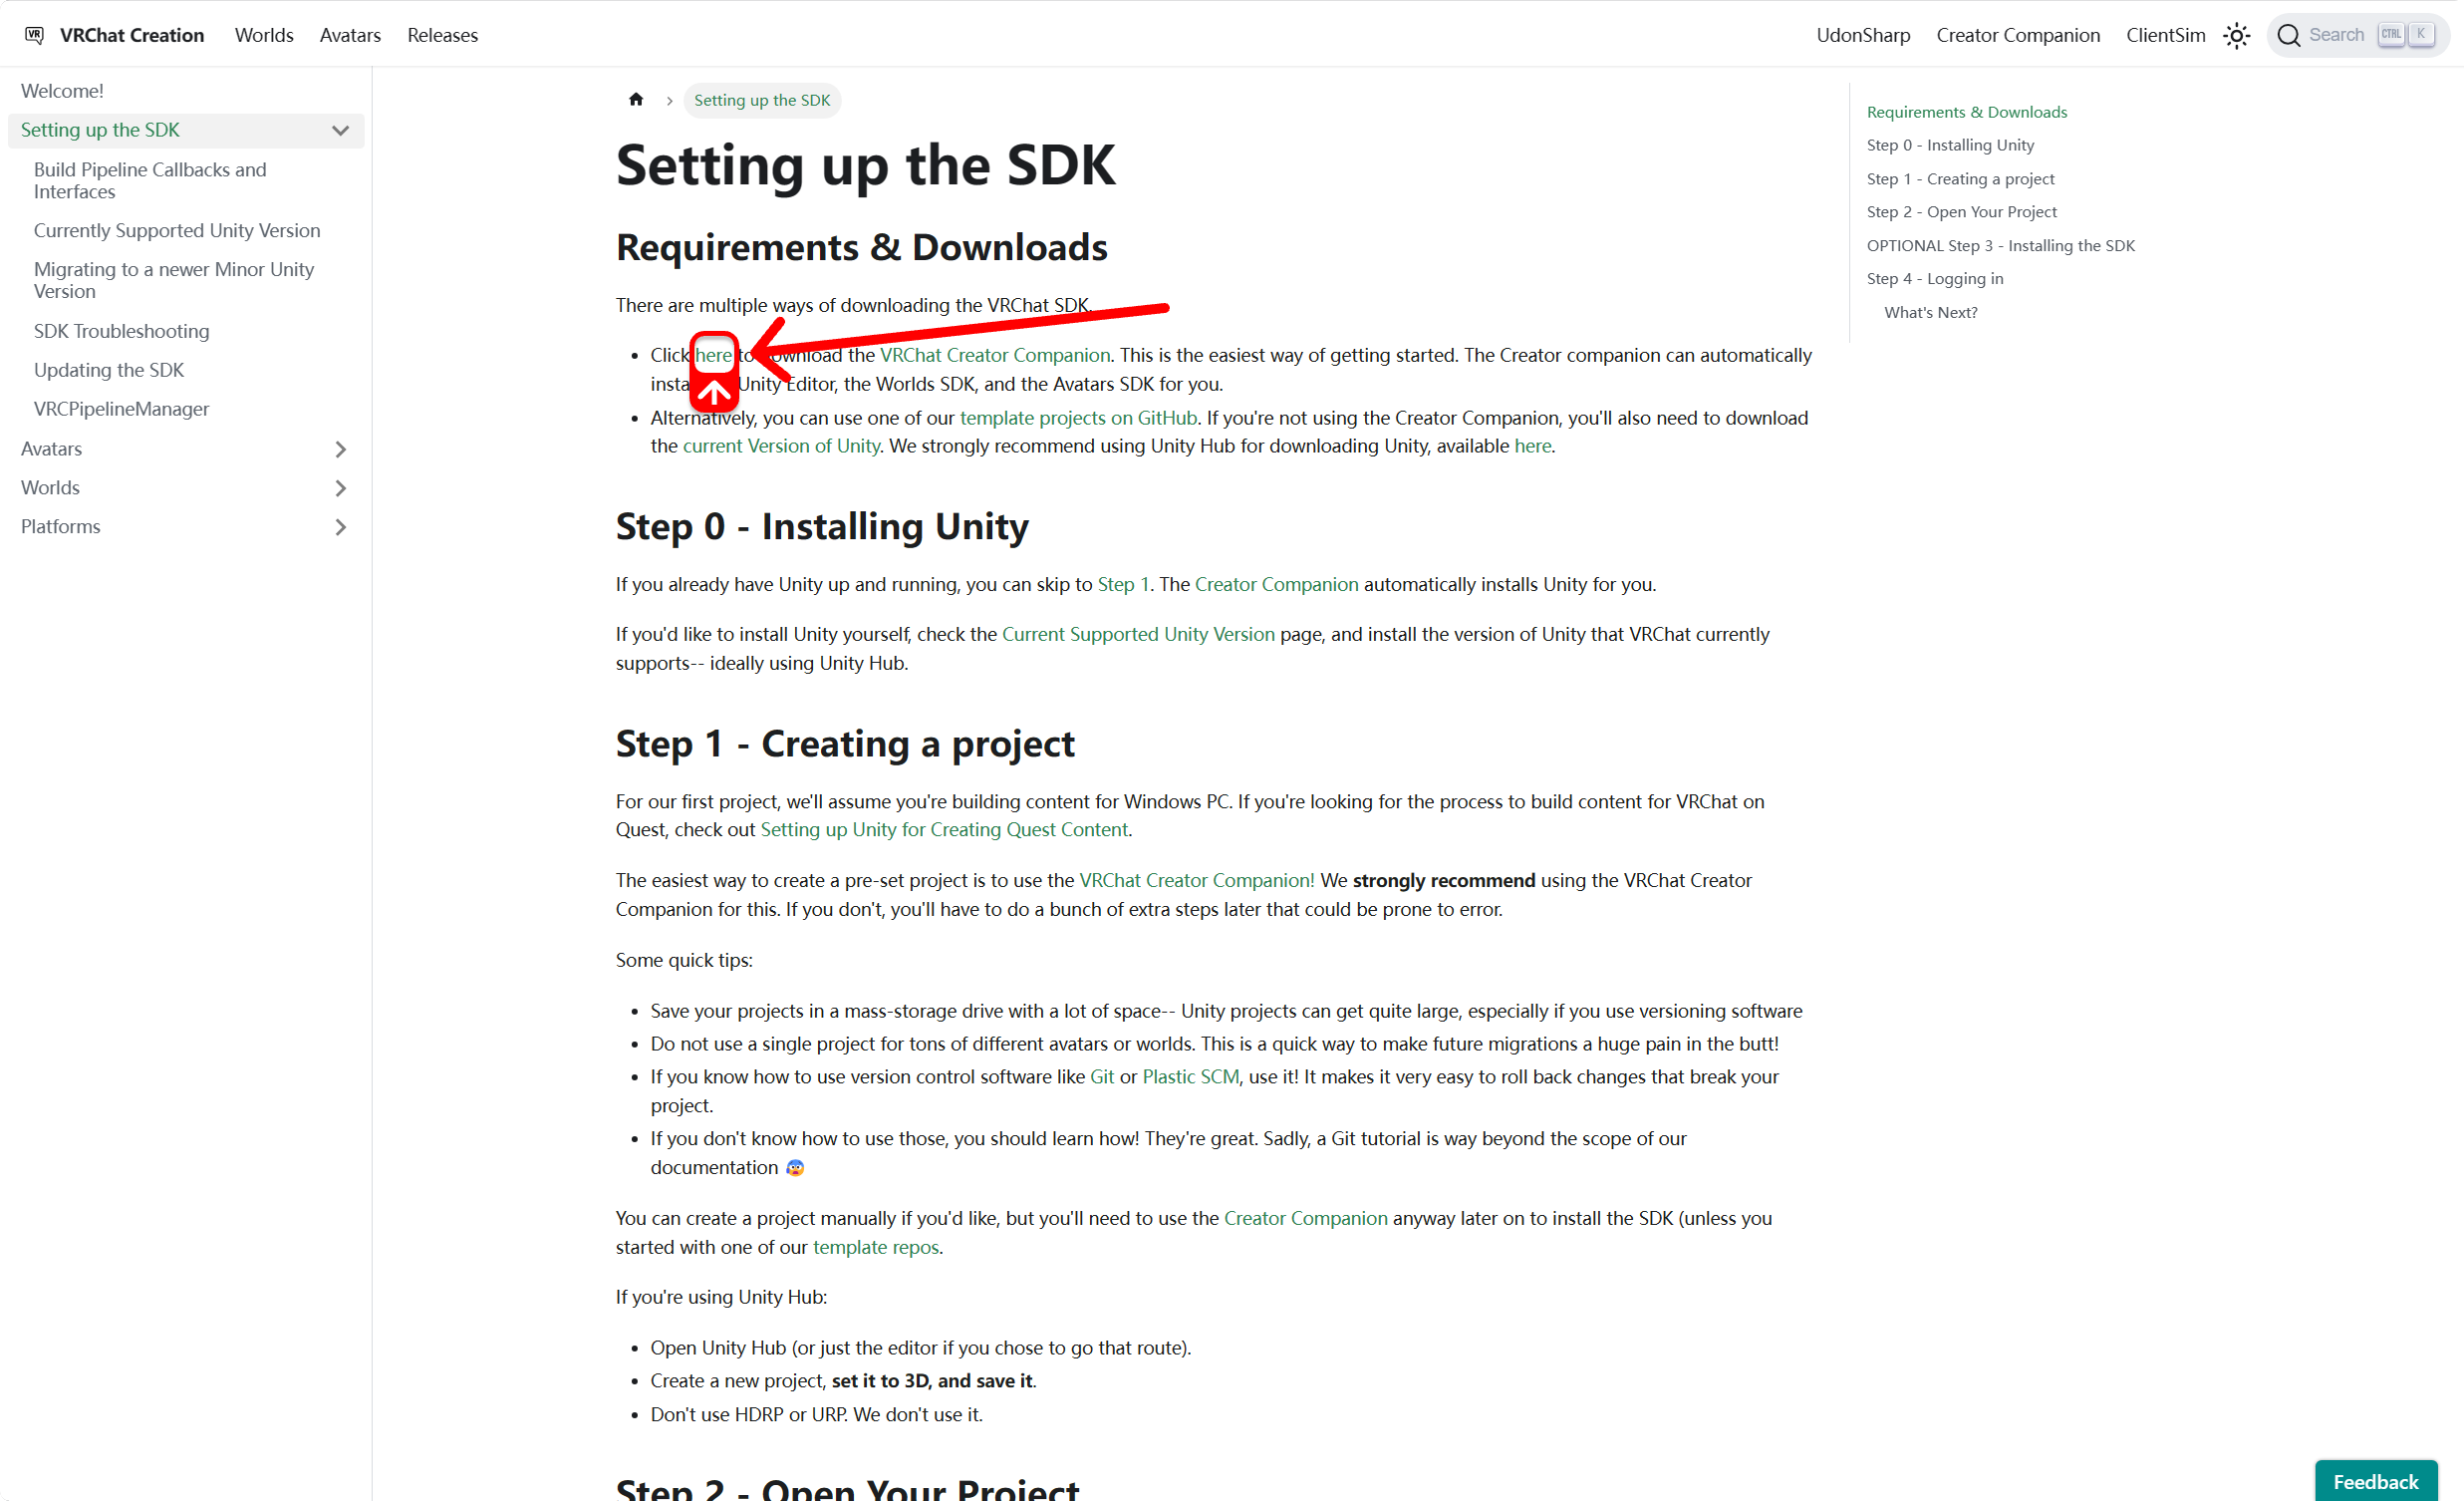 VRChat Creation
Worlds
Avatars
Releases
UdonSharp
Creator Companion
ClientSim
Search
CTRL
K
Welcome!
Setting up the SDK
Build Pipeline Callbacks and
Interfaces
Currently Supported Unity Version
Migrating to a newer Minor Unity
Version
SDK Troubleshooting
Updating the SDK
VRCPipelineManager
Avatars
Worlds
Platforms
Setting up the SDK
Setting up the SDK
Requirements & Downloads
There are multiple ways of downloading the VRChat SDK.
Click here to download the VRChat Creator Companion. This is the easiest way of getting started. The Creator companion can automatically
Unity Editor, the Worlds SDK, and the Avatars SDK for you.
Alternatively, you can use one of our template projects on GitHub. If you're not using the Creator Companion, you'll also need to download
the current Version of Unity. We strongly recommend using Unity Hub for downloading Unity, available here.
Step 0 - Installing Unity
If you already have Unity up and running, you can skip to Step 1. The Creator Companion automatically installs Unity for you.
If you'd like to install Unity yourself, check the Current Supported Unity Version page, and install the version of Unity that VRChat currently
supports-- ideally using Unity Hub.
Step 1 - Creating a project
For our first project, we'll assume you're building content for Windows PC. If you're looking for the process to build content for VRChat on
Quest, check out Setting up Unity for Creating Quest Content.
The easiest way to create a pre-set project is to use the VRChat Creator Companion! We strongly recommend using the VRChat Creator
Companion for this. If you don't, you'll have to do a bunch of extra steps later that could be prone to error.
Some quick tips:
Save your projects in a mass-storage drive with a lot of space-- Unity projects can get quite large, especially if you use versioning software
Do not use a single project for tons of different avatars or worlds. This is a quick way to make future migrations a huge pain in the butt!
If you know how to use version control software like Git or Plastic SCM, use it! It makes it very easy to roll back changes that break your
project.
If you don't know how to use those, you should learn how! They're great. Sadly, a Git tutorial is way beyond the scope of our
documentation 😰
You can create a project manually if you'd like, but you'll need to use the Creator Companion anyway later on to install the SDK (unless you
started with one of our template repos.
If you're using Unity Hub:
Open Unity Hub (or just the editor if you chose to go that route).
Create a new project, set it to 3D, and save it.
Don't use HDRP or URP. We don't use it.
Step 2 - Open Your Project
Requirements & Downloads
Step 0 - Installing Unity
Step 1 - Creating a project
Step 2 - Open Your Project
OPTIONAL Step 3 - Installing the SDK
Step 4 - Logging in
What's Next?
Feedback